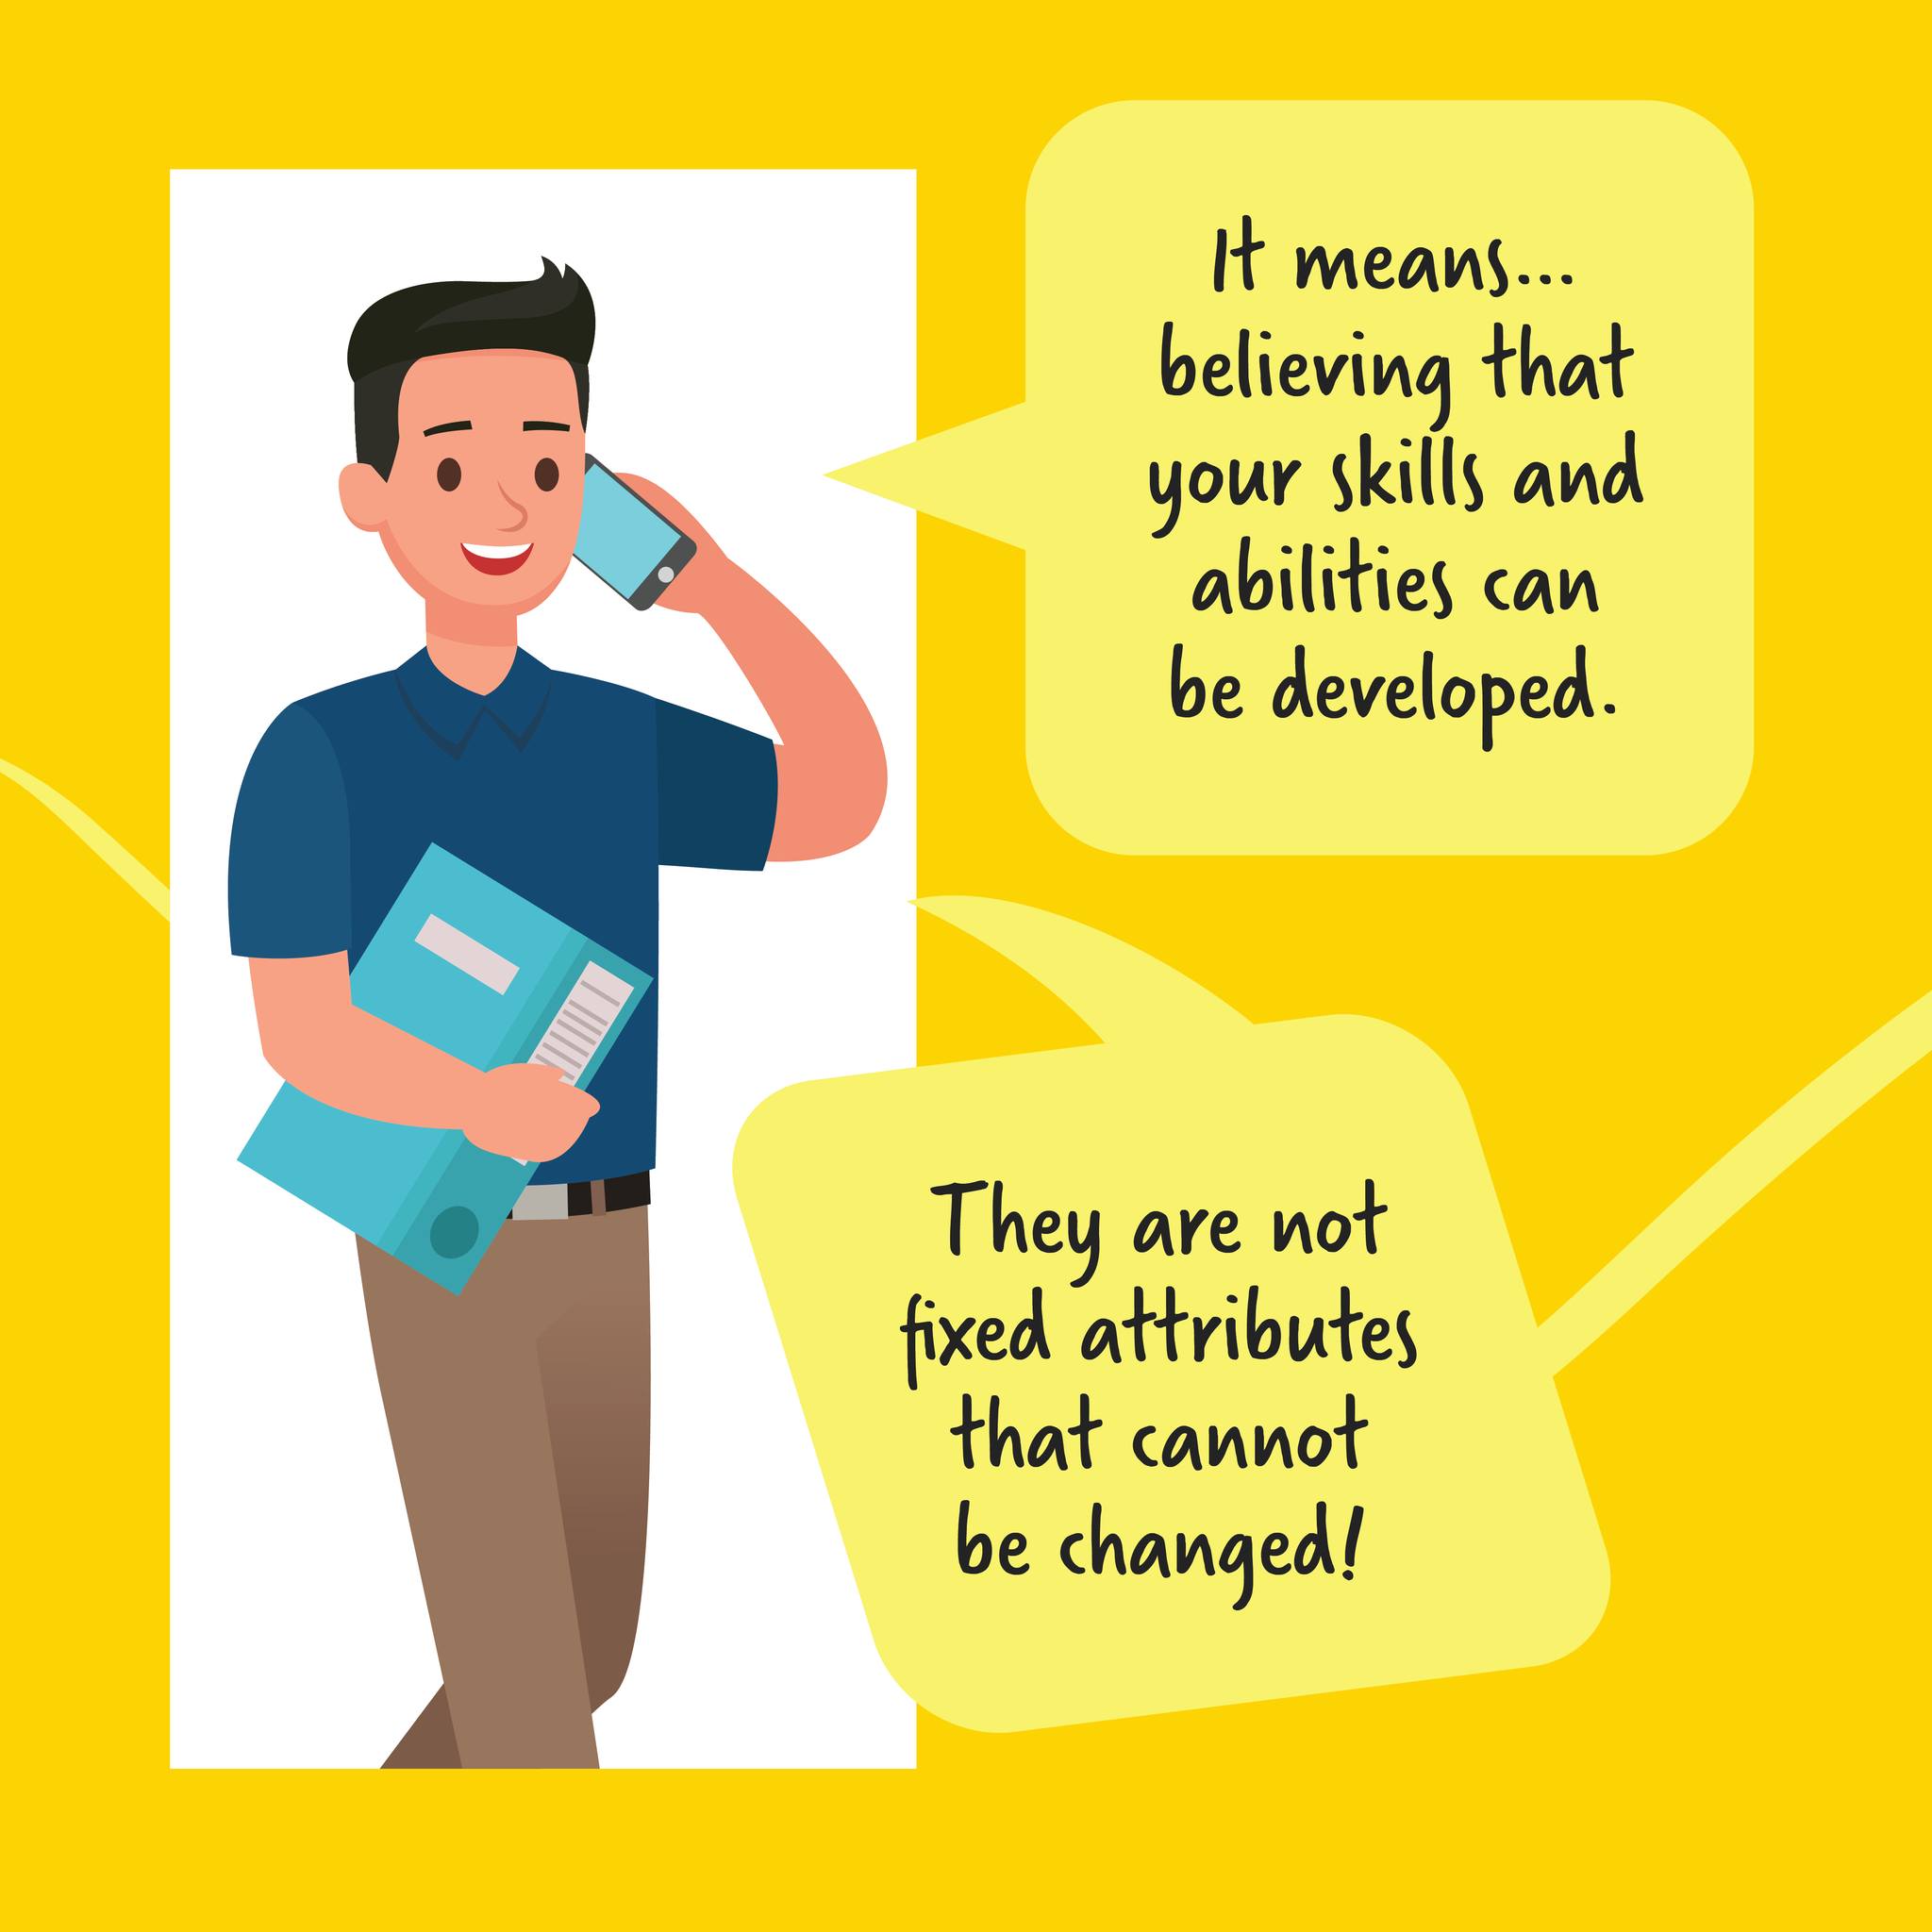 It means...
believing that
your skills and
abilities can
be developed.
They are not
fixed attributes
that cannot
be changed!